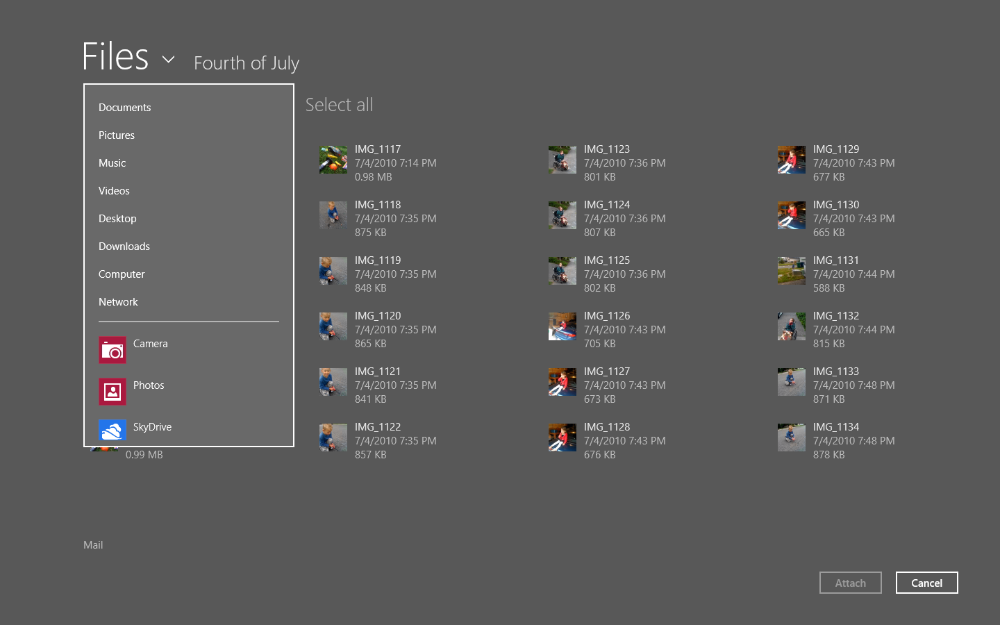 Files
Fourth of July
Documents
Pictures
Music
Videos
Desktop
Downloads
Computer
Network
Camera
Photos
SkyDrive
0.99 MB
Select all
IMG_1117
7/4/2010 7:14 PM
0.98 MB
IMG_1118
7/4/2010 7:35 PM
875 KB
IMG_1119
7/4/2010 7:35 PM
848 KB
IMG_1120
7/4/2010 7:35 PM
865 KB
IMG_1121
7/4/2010 7:35 PM
841 KB
IMG_1122
7/4/2010 7:35 PM
857 KB
IMG_1123
7/4/2010 7:36 PM
801 KB
IMG_1124
7/4/2010 7:36 PM
807 KB
IMG_1125
7/4/2010 7:36 PM
802 KB
IMG_1126
7/4/2010 7:43 PM
705 KB
IMG_1127
7/4/2010 7:43 PM
673 KB
IMG_1128
7/4/2010 7:43 PM
676 KB
IMG_1129
7/4/2010 7:43 PM
677 KB
IMG_1130
7/4/2010 7:43 PM
665 KB
IMG_1131
7/4/2010 7:44 PM
588 KB
IMG_1132
7/4/2010 7:44 PM
815 KB
IMG_1133
7/4/2010 7:48 PM
871 KB
IMG_1134
7/4/2010 7:48 PM
878 KB
Mail
Attach
Cancel